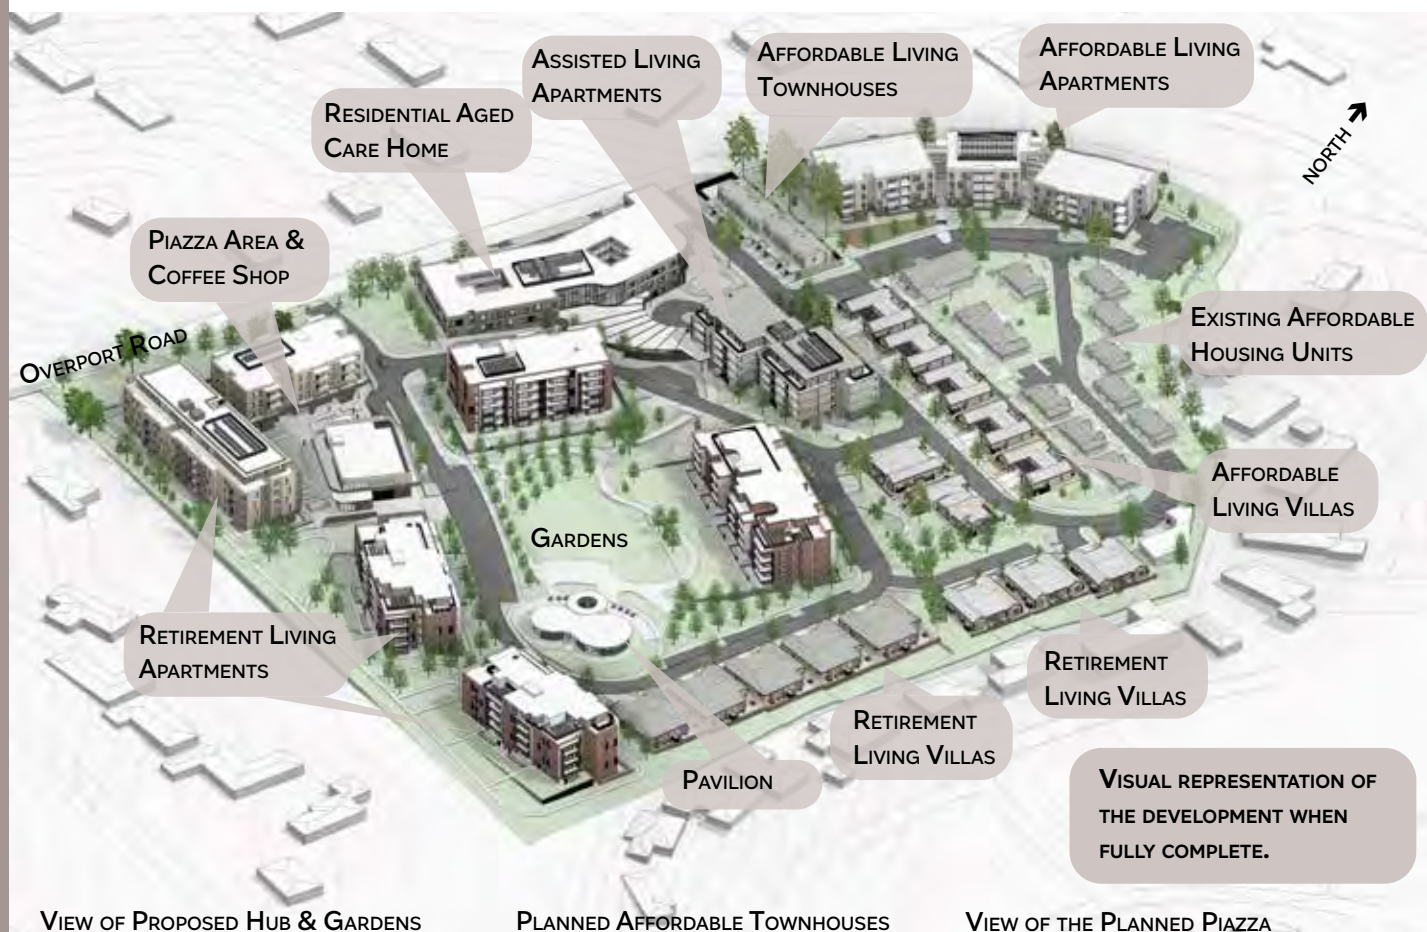 Assisted Living
Apartments
Affordable Living
Townhouses
Affordable Living
Apartments
Residential Aged
Care Home
NORTH
Piazza Area &
Coffee Shop
Overport Road
Existing Affordable
Housing Units
Affordable
Living Villas
Gardens
Retirement Living
Apartments
Retirement
Living Villas
Retirement
Living Villas
Pavilion
Visual representation of
the development when
fully complete.
View of Proposed Hub & Gardens
Planned Affordable Townhouses
View of the Planned Piazza